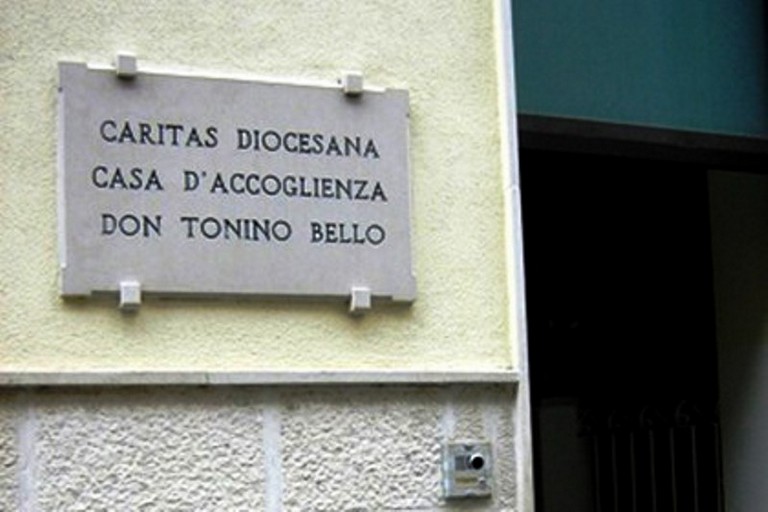 CARITAS DIOCESANA
CASA D'ACCOGLIENZA
DON TONINO BELLO